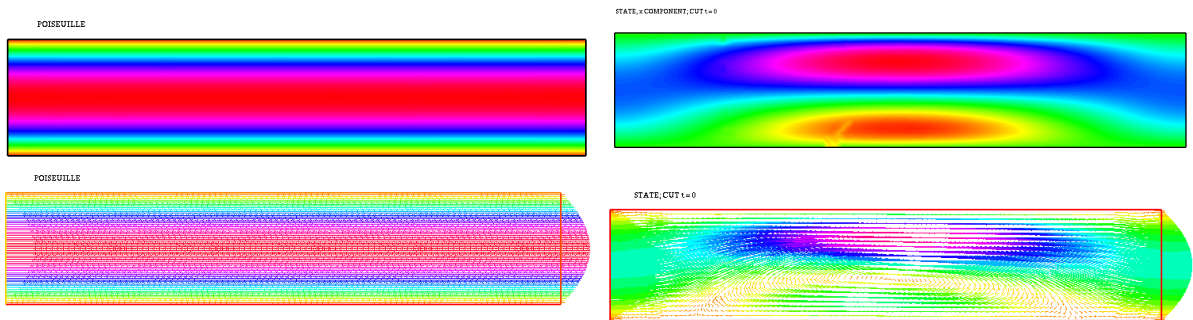 POISEUILLE
STATE, x COMPONENT; CUT t = 0
POISEUILLE
STATE; CUT t = 0